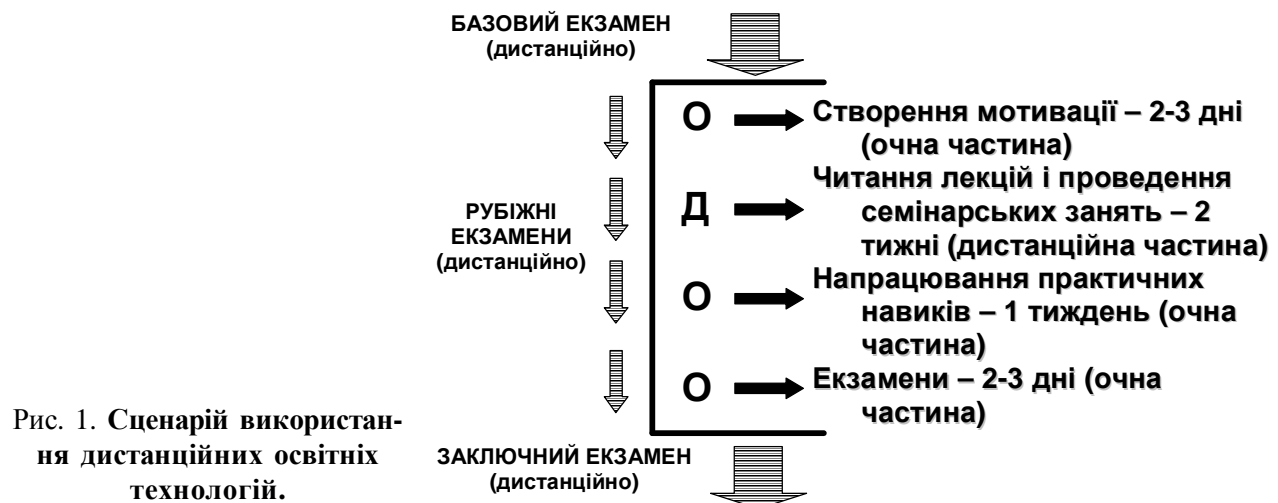 БАЗОВИЙ ЕКЗАМЕН
(дистанційно)
О
Створення мотивації – 2-3 дні
(очна частина)
Д
Читання лекцій і проведення
семінарських занять – 2
тижні (дистанційна частина)
РУБІЖНІ
ЕКЗАМЕНИ
(дистанційно)
О
Напрацювання практичних
навиків – 1 тиждень (очна
частина)
О
Екзамени – 2-3 дні (очна
частина)
ЗАКЛЮЧНИЙ ЕКЗАМЕН
(дистанційно)
Рис. 1. Сценарій використан-
ня дистанційних освітніх
технологій.